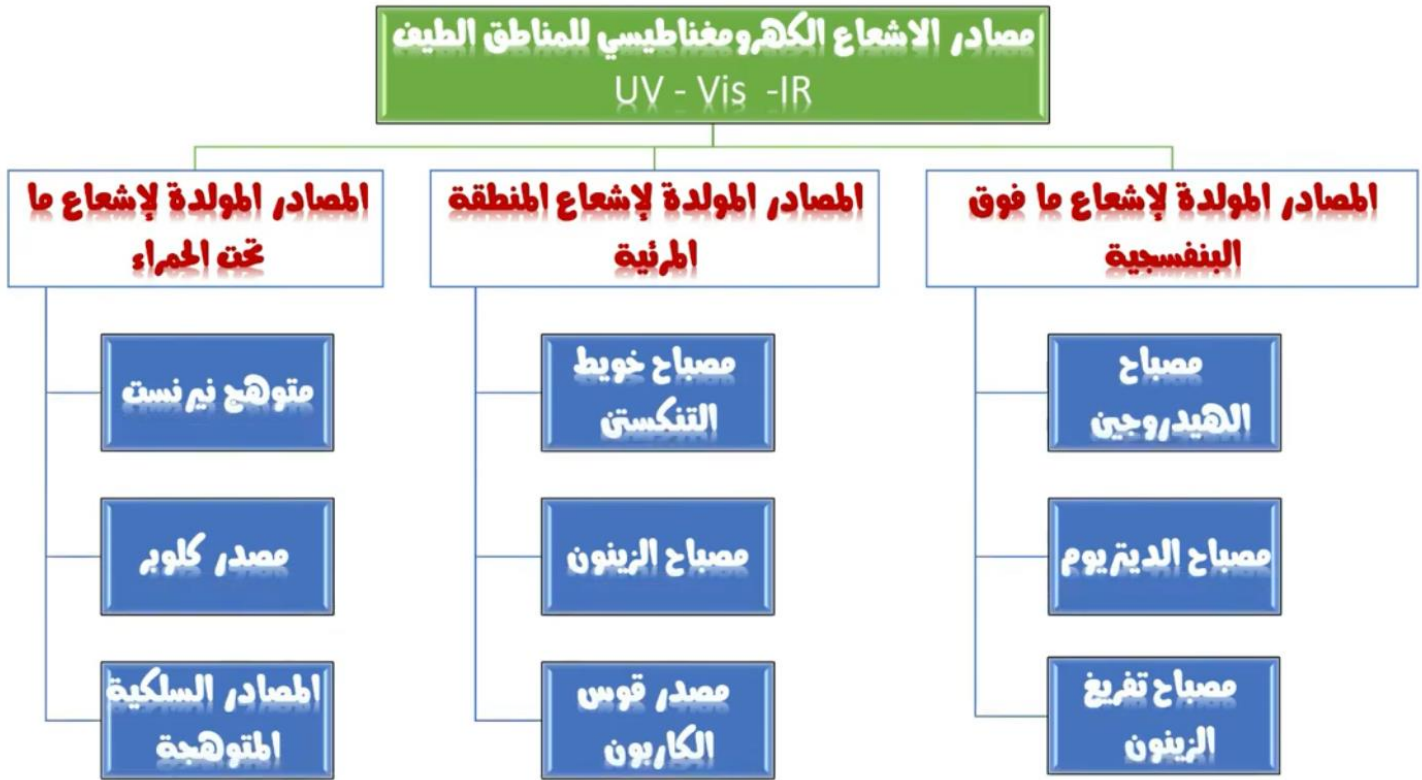 مصادر الاشعاع الكهرومغناطيسي للمناطق الطيف
UV - Vis -IR
المصادر المولدة لإشعاع ما فوق
البنفسجية
مصباح
الهيدروجين
مصباح الديتريوم
مصباح تفريغ
الزينون
المصادر المولدة لإشعاع المنطقة
المرئية
مصباح خويط
التنكستن
مصباح الزينون
مصدر قوس
الكاربون
المصادر المولدة لإشعاع ما
تحت الحمراء
متوهج نيرنست
مصدر كلوبر
المصادر السلكية
المتوهجة